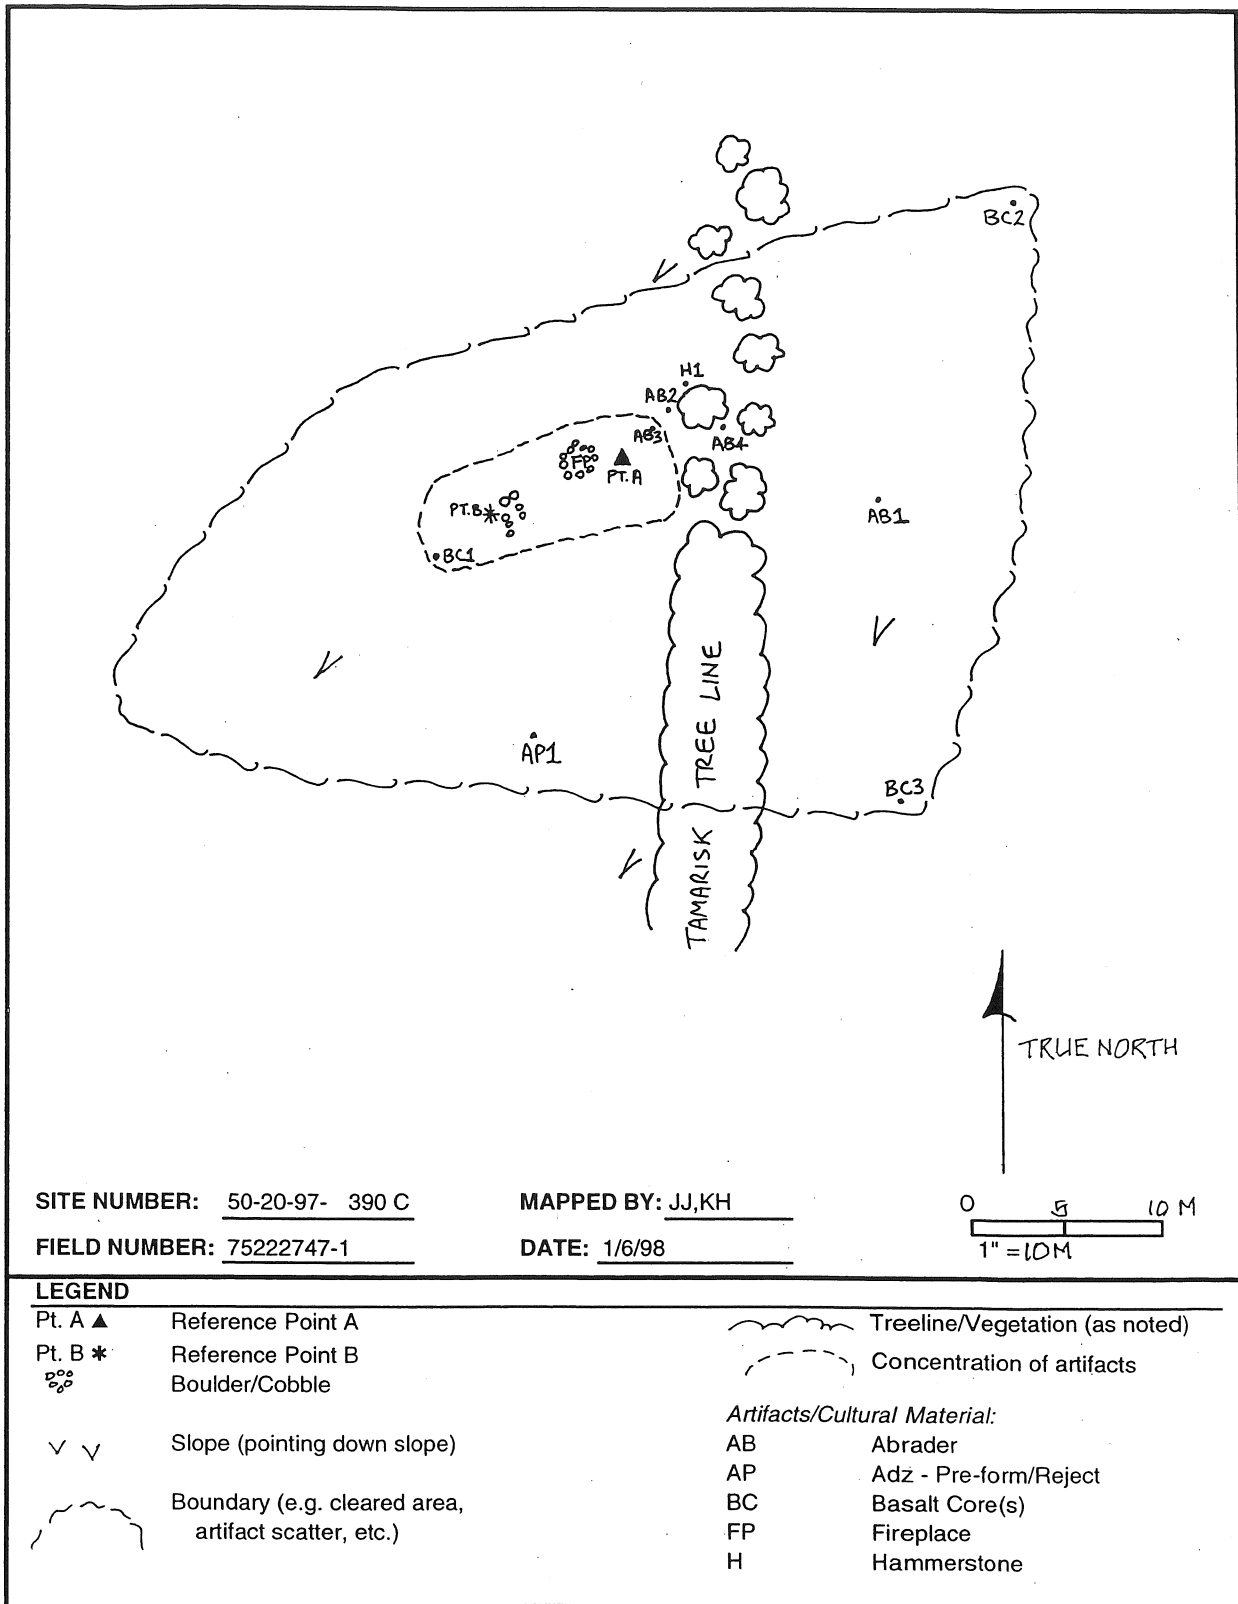 BC2
H1
AB2
AB3
AB4
FP
PT. A
PT.B
AB1
BC1
TAMARISK TREE LINE
AP1
BC3
TRUE NORTH
SITE NUMBER: 50-20-97- 390 C
MAPPED BY: JJ,KH
0 5 10 M
FIELD NUMBER: 75222747-1
DATE: 1/6/98
1" = 10M
LEGEND
Pt. A Reference Point A
Pt. B Reference Point B
Boulder/Cobble
Slope (pointing down slope)
Boundary (e.g. cleared area,
artifact scatter, etc.)
Treeline/Vegetation (as noted)
Concentration of artifacts
Artifacts/Cultural Material:
AB Abrader
AP Adz - Pre-form/Reject
BC Basalt Core(s)
FP Fireplace
H Hammerstone